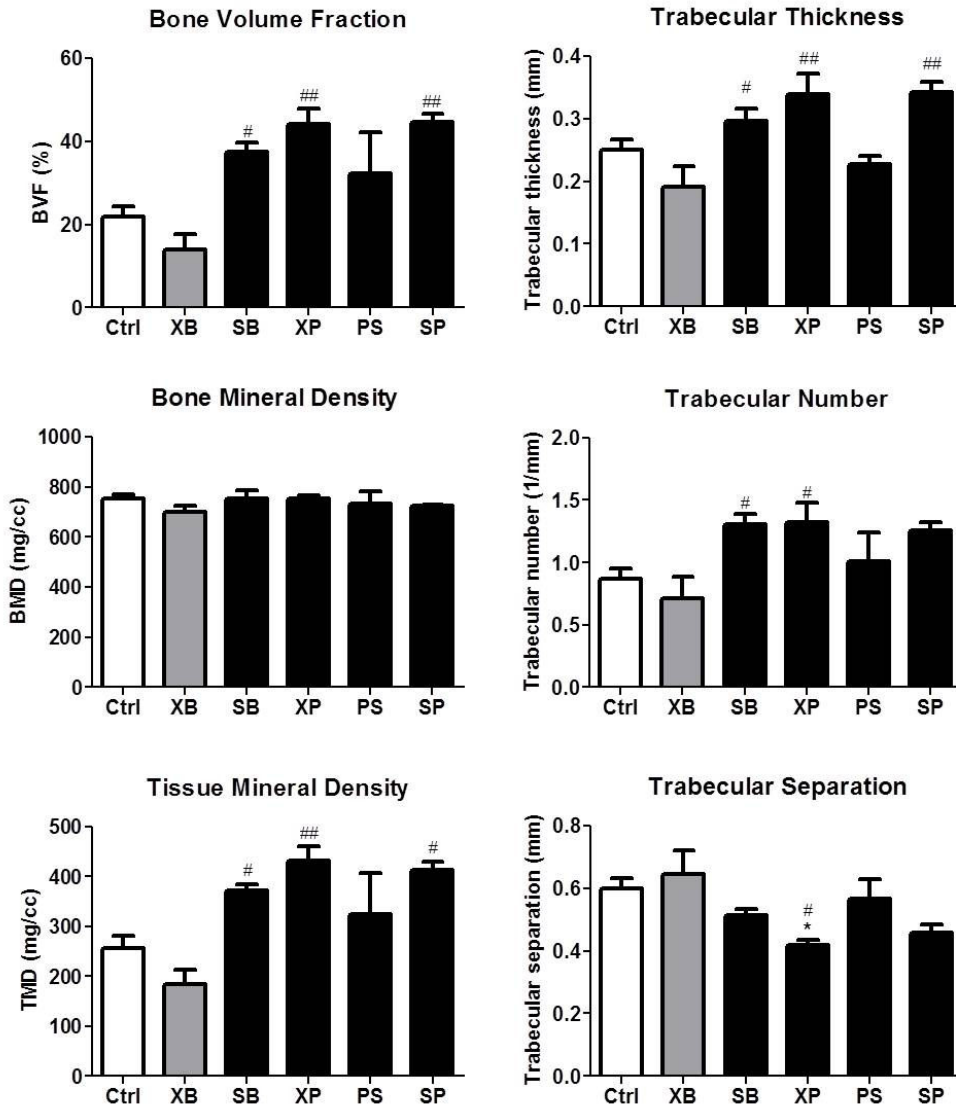 Bone Volume Fraction
BVF (%)
60
40
20
0
# ## ##
Ctrl XB SB XP PS SP
Trabecular Thickness
Trabecular thickness (mm)
0.4
0.3
0.2
0.1
0.0
# ## ##
Ctrl XB SB XP PS SP
Bone Mineral Density
BMD (mg/cc)
1000
800
600
400
200
0
Ctrl XB SB XP PS SP
Trabecular Number
Trabecular number (1/mm)
2.0
1.5
1.0
0.5
0.0
# #
Ctrl XB SB XP PS SP
Tissue Mineral Density
TMD (mg/cc)
500
400
300
200
100
0
# ## #
Ctrl XB SB XP PS SP
Trabecular Separation
Trabecular separation (mm)
0.8
0.6
0.4
0.2
0.0
#
*
Ctrl XB SB XP PS SP